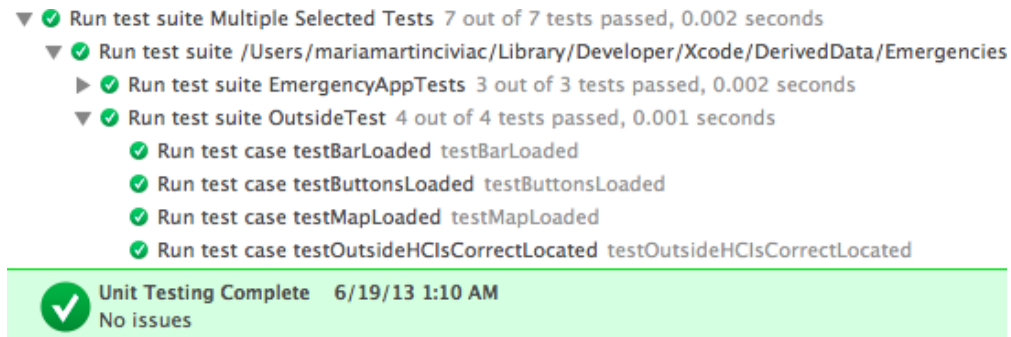 Run test suite Multiple Selected Tests 7 out of 7 tests passed, 0.002 seconds
Run test suite /Users/mariamartinciviac/Library/Developer/Xcode/DerivedData/Emergencies
Run test suite EmergencyAppTests 3 out of 3 tests passed, 0.002 seconds
Run test suite OutsideTest 4 out of 4 tests passed, 0.001 seconds
Run test case testBarLoaded testBarLoaded
Run test case testButtonsLoaded testButtonsLoaded
Run test case testMapLoaded testMapLoaded
Run test case testOutsideHCIsCorrectLocated testOutsideHCIsCorrectLocated
Unit Testing Complete 6/19/13 1:10 AM
No issues